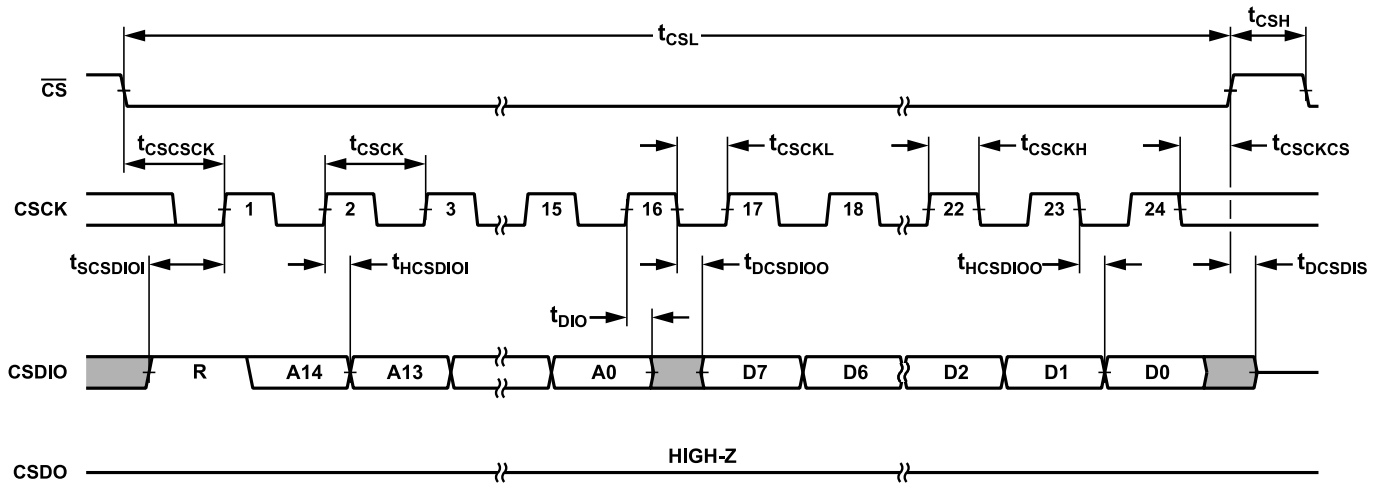 tCSL
tCSH
CS
tCSCSCK
tCSCK
tCSCKL
tCSCKH
tCSCKCS
CSCK
1
2
3
15
16
17
18
22
23
24
tSCSDIOI
tHCSDIOI
tDCSDIOO
tHCSDIOO
tDCSDIS
tDIO
CSDIO
R
A14
A13
A0
D7
D6
D2
D1
D0
HIGH-Z
CSDO